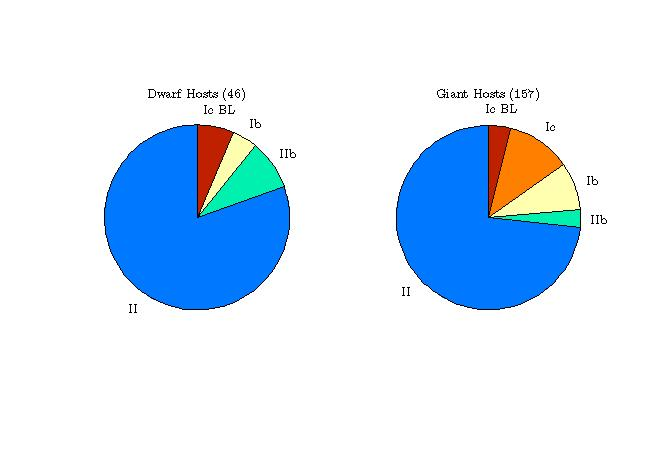 Dwarf Hosts (46)
Ic BL
Ib
IIb
II
Giant Hosts (157)
Ic BL
Ic
Ib
IIb
II